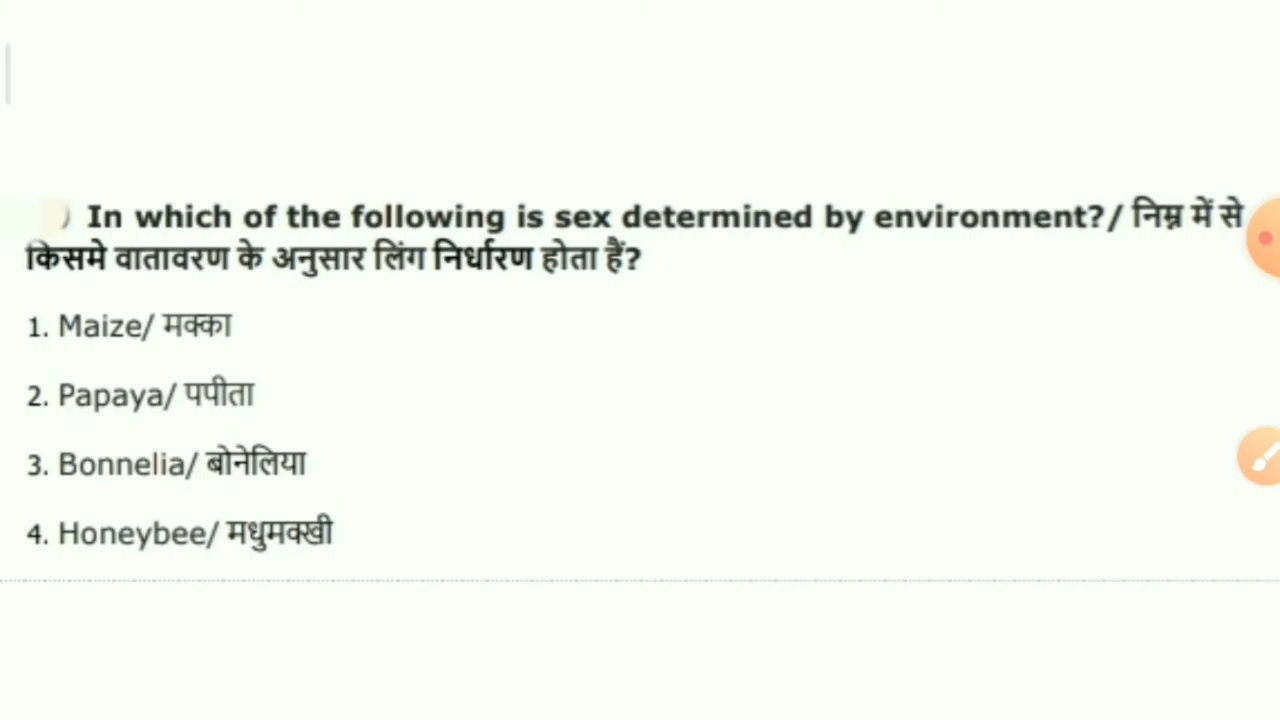 ) In which of the following is sex determined by environment?/ निम्न में से
किसमे वातावरण के अनुसार लिंग निर्धारण होता हैं?
1. Maize/ मक्का
2. Papaya/ पपीता
3. Bonnelia/ बोनेलिया
4. Honeybee/ मधुमक्खी